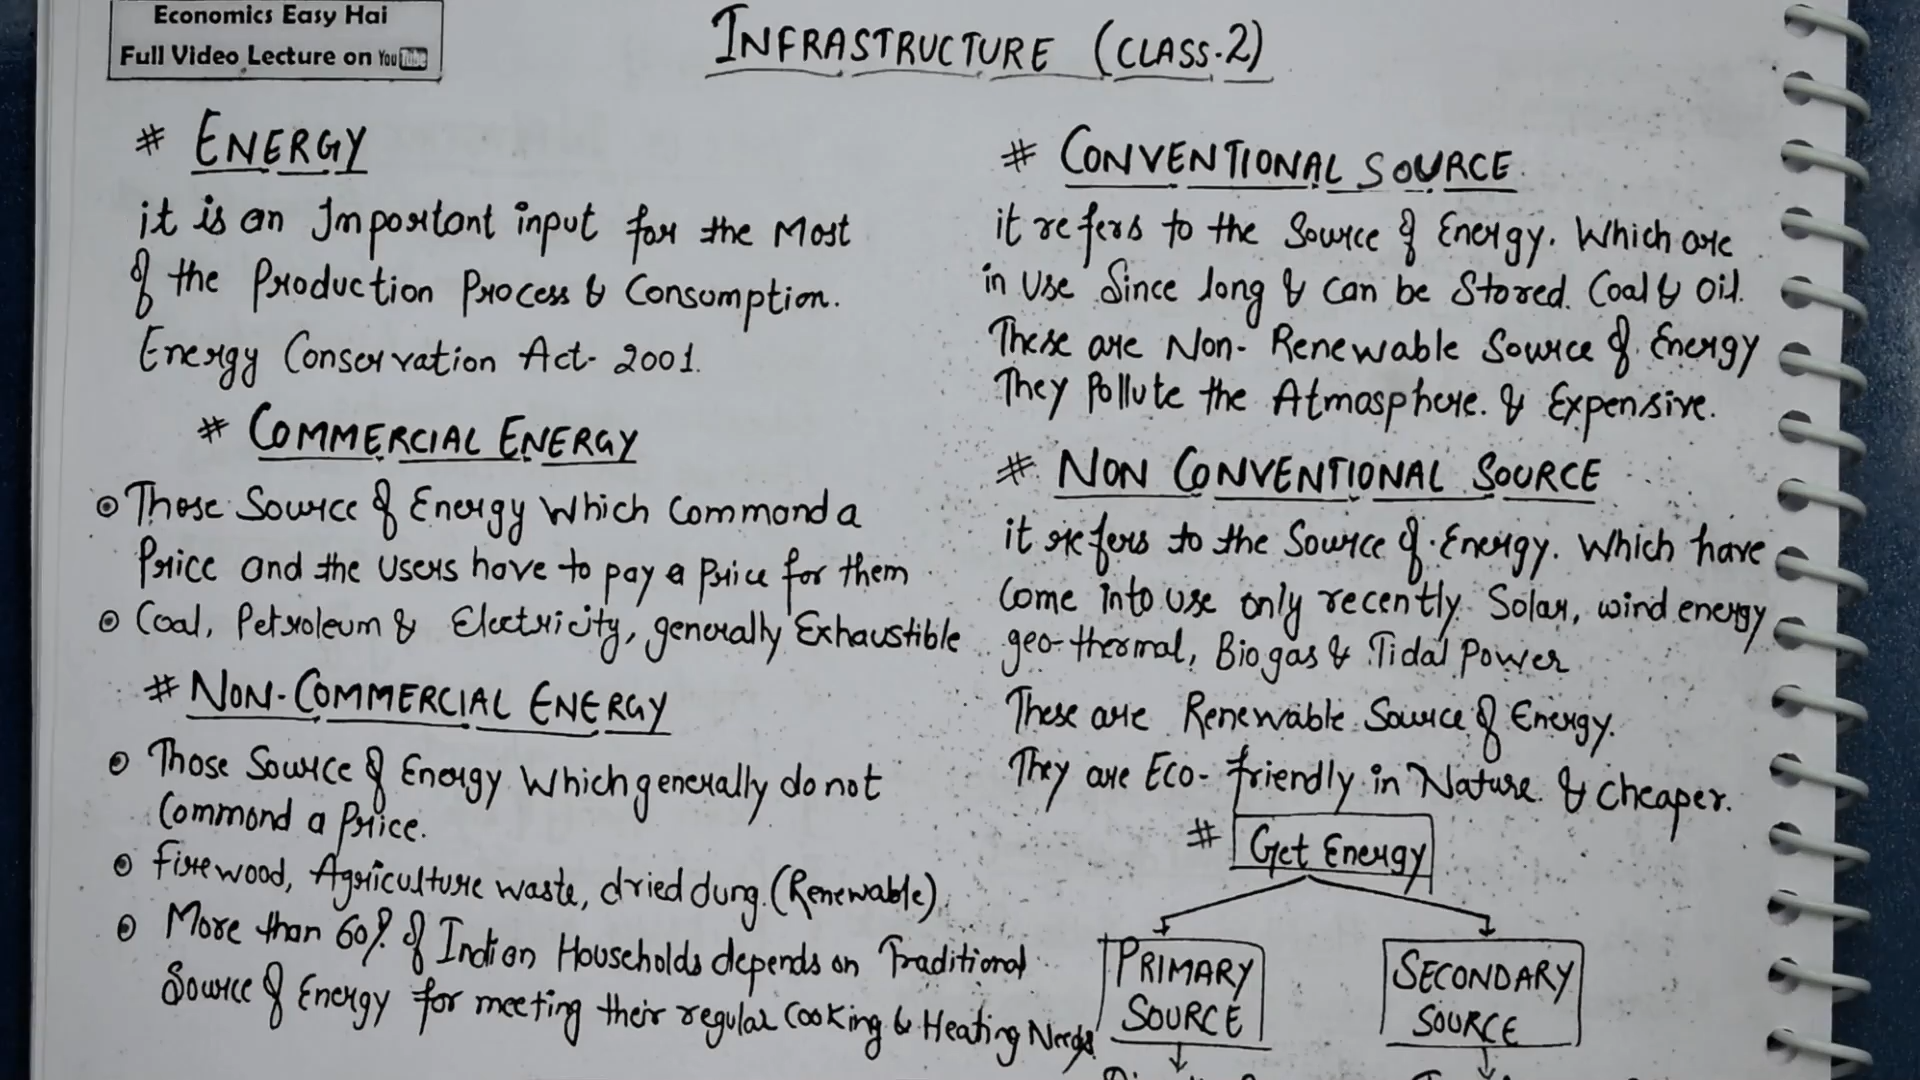 Economics Easy Hai
Full Video Lecture on YouTube
INFRASTRUCTURE (CLASS-2)
# ENERGY
it is an Important input for the Most
of the Production Process & Consumption.
Energy Conservation Act- 2001.
# COMMERCIAL ENERGY
Those Source of Energy Which Command a
Price and the users have to pay a Price for them
Coal, Petroleum & Electricity, generally Exhaustible
# NON-COMMERCIAL ENERGY
Those Source of Energy Which generally do not
Command a Price.
Firewood, Agriculture waste, dried dung. (Renewable)
More than 60% of Indian Households depends on Traditional
Source of Energy for meeting their regular Cooking & Heating Needs
# CONVENTIONAL SOURCE
it refers to the Source of Energy. Which are
in Use Since long & can be Stored. Coal & Oil.
These are Non-Renewable Source of Energy
They Pollute the Atmosphere. & Expensive.
# NON CONVENTIONAL SOURCE
it refers to the Source of Energy. Which have
Come into use only recently. Solar, wind energy
geo-thermal, Bio gas & Tidal Power
These are Renewable Source of Energy.
They are Eco-friendly in Nature & Cheaper.
# Get Energy
PRIMARY
SOURCE
SECONDARY
SOURCE